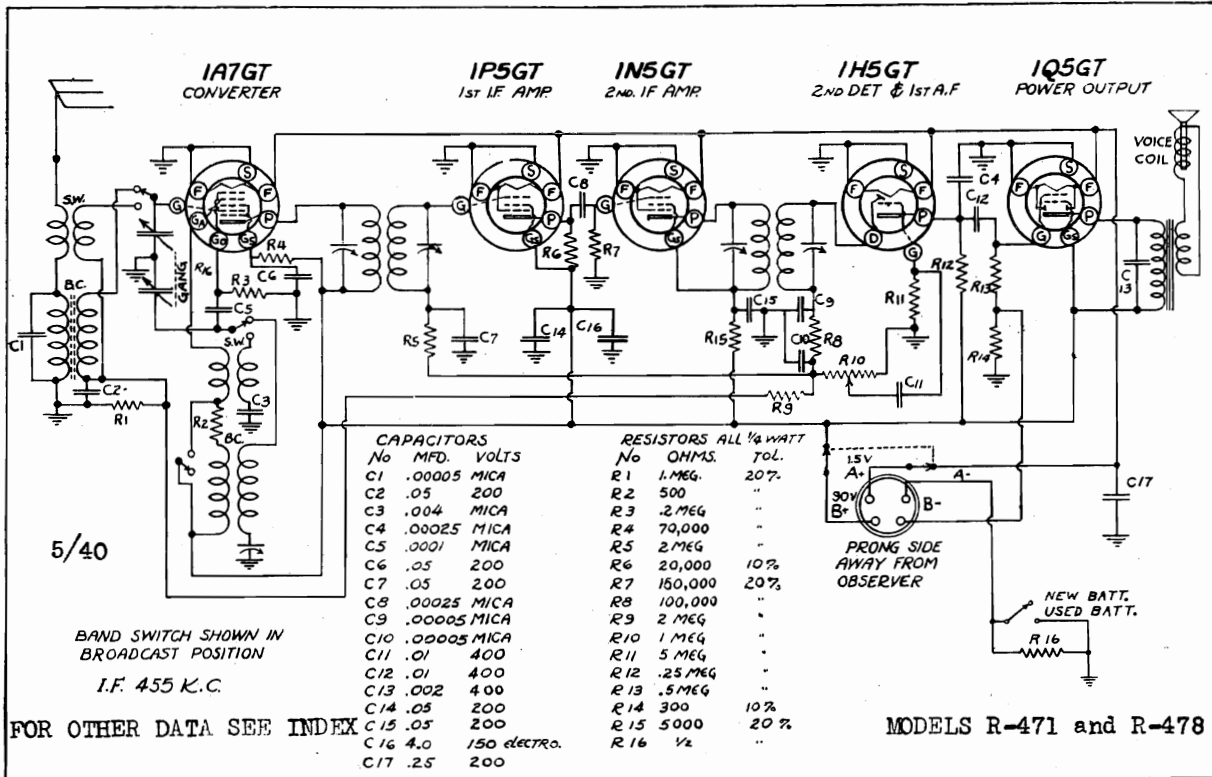 1A7GT
CONVERTER
1P5GT
1ST I.F. AMP.
1N5GT
2ND. IF AMP.
1H5GT
2ND DET & 1ST A.F
1Q5GT
POWER OUTPUT
VOICE
COIL
S.W.
B.C.
C1
C2
R1
GANG
G
F
S
F
P
GA
GO
GS
R16
R4
R3
C6
C5
S.W.
C3
R2
B.C.
G
F
S
F
P
GS
R5
C7
C8
R6
R7
C14
C16
G
F
S
F
P
GS
C15
R15
C9
R8
C10
R9
F
S
F
P
D
G
R10
R11
C11
C4
C12
R12
R13
R14
F
S
F
P
G
GS
C
13
1.5V
A+
A-
90V
B+
B-
C17
PRONG SIDE
AWAY FROM
OBSERVER
NEW BATT.
USED BATT.
R 16
5/40
BAND SWITCH SHOWN IN
BROADCAST POSITION
I.F. 455 K.C.
CAPACITORS
No MFD. VOLTS
C1 .00005 MICA
C2 .05 200
C3 .004 MICA
C4 .00025 MICA
C5 .0001 MICA
C6 .05 200
C7 .05 200
C8 .00025 MICA
C9 .00005 MICA
C10 .00005 MICA
C11 .01 400
C12 .01 400
C13 .002 400
C14 .05 200
C15 .05 200
C16 4.0 150 ELECTRO.
C17 .25 200
RESISTORS ALL 1/4 WATT
No OHMS. TOL.
R1 1. MEG. 20%
R2 500 "
R3 .2 MEG "
R4 70,000 "
R5 2 MEG "
R6 20,000 10%
R7 150,000 20%
R8 100,000 "
R9 2 MEG "
R10 1 MEG "
R11 5 MEG "
R12 .25 MEG "
R13 .5 MEG "
R14 300 10%
R15 5000 20%
R16 1/2 "
FOR OTHER DATA SEE INDEX
MODELS R-471 and R-478